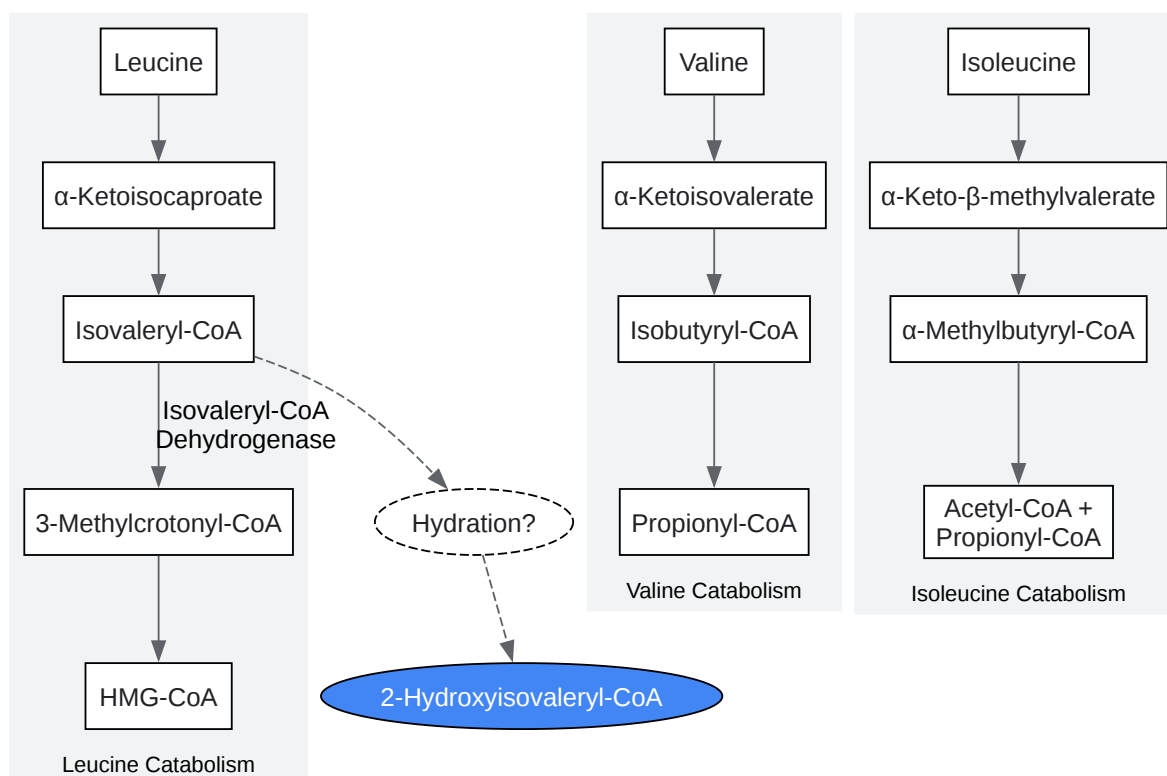 Leucine
Valine
Isoleucine
α-Ketoisocaproate
α-Ketoisovalerate
α-Keto-β-methylvalerate
Isovaleryl-CoA
Isobutyryl-CoA
α-Methylbutyryl-CoA
Isovaleryl-CoA
Dehydrogenase
3-Methylcrotonyl-CoA
Hydration?
Propionyl-CoA
Acetyl-CoA +
Propionyl-CoA
Valine Catabolism
Isoleucine Catabolism
HMG-CoA
2-Hydroxyisovaleryl-CoA
Leucine Catabolism